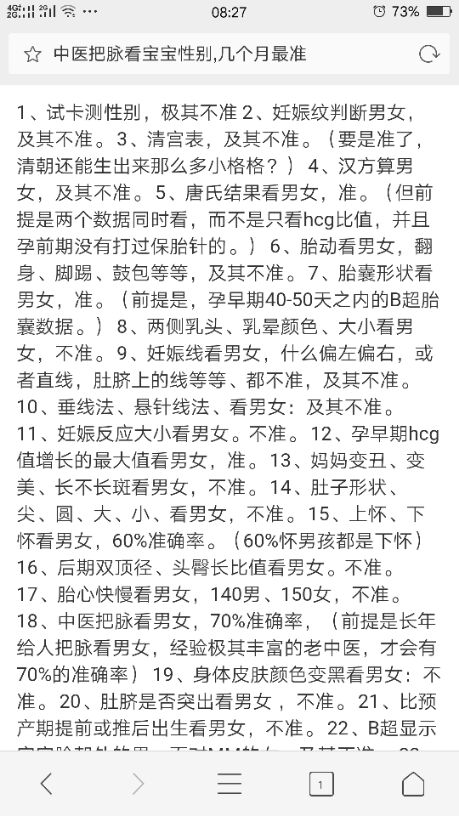 4G 2G 2G
08:27
73%
中医把脉看宝宝性别,几个月最准
1、试卡测性别，极其不准 2、妊娠纹判断男女，
及其不准。 3、清宫表，及其不准。（要是准了，
清朝还能生出来那么多小格格？） 4、汉方算男
女，及其不准。 5、唐氏结果看男女，准。（但前
提是两个数据同时看，而不是只看hcg比值，并且
孕前期没有打过保胎针的。） 6、胎动看男女，翻
身、脚踢、鼓包等等，及其不准。 7、胎囊形状看
男女，准。（前提是，孕早期40-50天之内的B超胎
囊数据。） 8、两侧乳头、乳晕颜色、大小看男
女，不准。 9、妊娠线看男女，什么偏左偏右，或
者直线，肚脐上的线等等、都不准，及其不准。
10、垂线法、悬针线法、看男女：及其不准。
11、妊娠反应大小看男女。不准。 12、孕早期hcg
值增长的最大值看男女，准。 13、妈妈变丑、变
美、长不长斑看男女，不准。 14、肚子形状、
尖、圆、大、小、看男女，不准。 15、上怀、下
怀看男女，60%准确率。（60%怀男孩都是下怀）
16、后期双顶径、头臀长比值看男女。不准。
17、胎心快慢看男女，140男、150女，不准。
18、中医把脉看男女，70%准确率，（前提是长年
给人把脉看男女，经验极其丰富的老中医，才会有
70%的准确率） 19、身体皮肤颜色变黑看男女：不
准。 20、肚脐是否突出看男女 ，不准。 21、比预
产期提前或推后出生看男女，不准。 22、B超显示
1